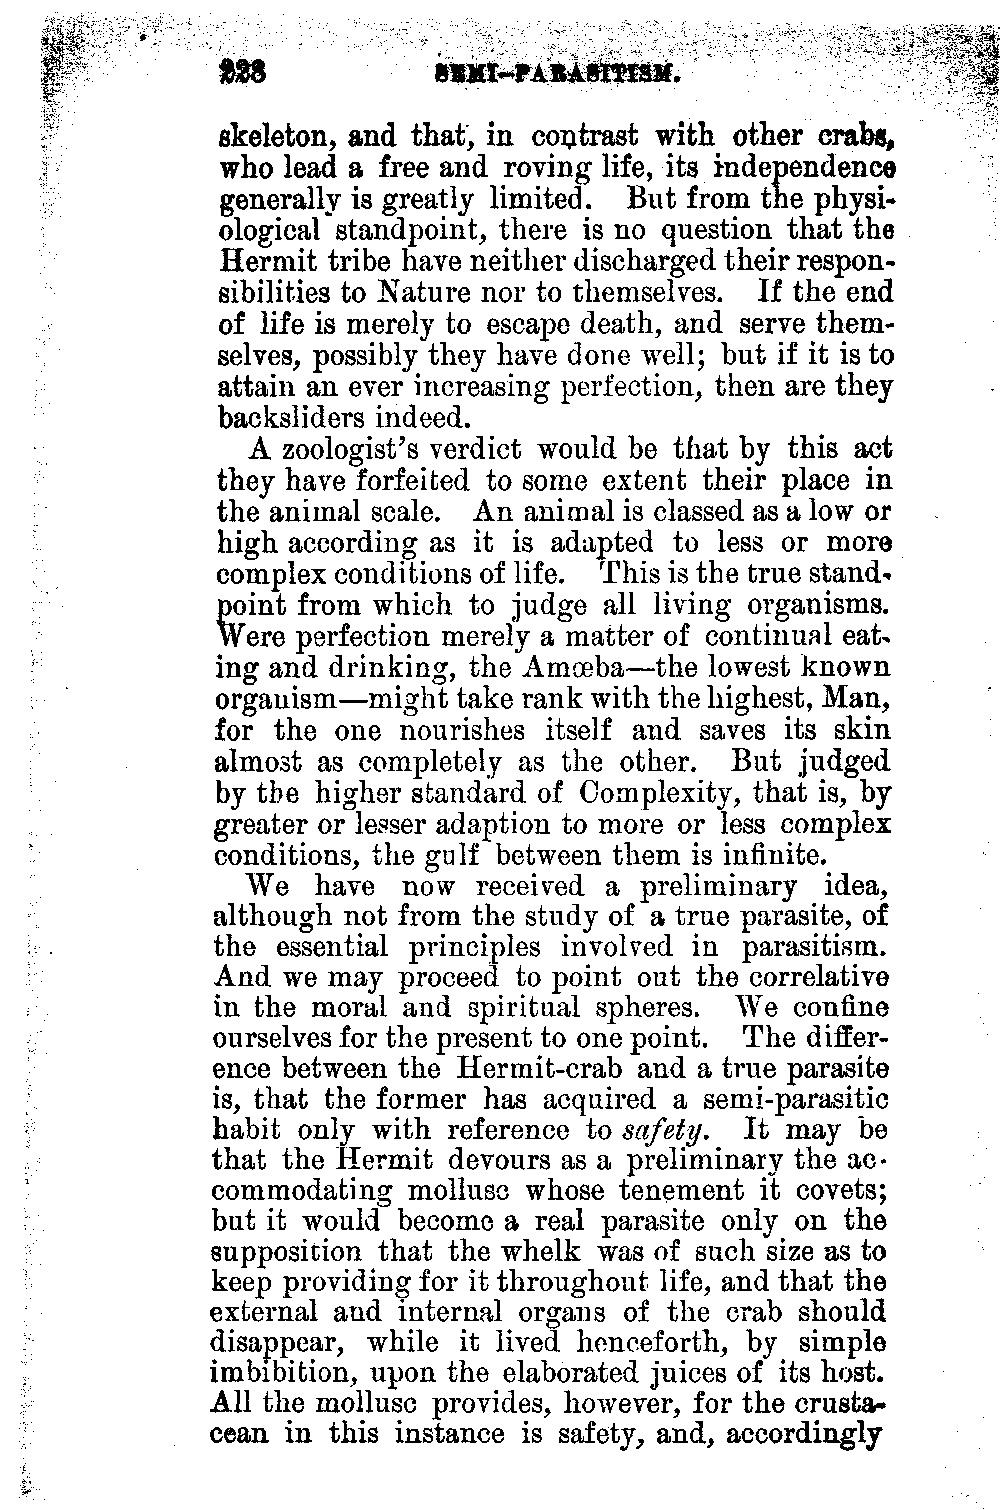 228 SEMI-PARASITISM.
skeleton, and that, in contrast with other crabs,
who lead a free and roving life, its independence
generally is greatly limited. But from the physi-
ological standpoint, there is no question that the
Hermit tribe have neither discharged their respon-
sibilities to Nature nor to themselves. If the end
of life is merely to escape death, and serve them-
selves, possibly they have done well; but if it is to
attain an ever increasing perfection, then are they
backsliders indeed.
A zoologist's verdict would be that by this act
they have forfeited to some extent their place in
the animal scale. An animal is classed as a low or
high according as it is adapted to less or more
complex conditions of life. This is the true stand-
point from which to judge all living organisms.
Were perfection merely a matter of continual eat-
ing and drinking, the Amœba—the lowest known
organism—might take rank with the highest, Man,
for the one nourishes itself and saves its skin
almost as completely as the other. But judged
by the higher standard of Complexity, that is, by
greater or lesser adaption to more or less complex
conditions, the gulf between them is infinite.
We have now received a preliminary idea,
although not from the study of a true parasite, of
the essential principles involved in parasitism.
And we may proceed to point out the correlative
in the moral and spiritual spheres. We confine
ourselves for the present to one point. The differ-
ence between the Hermit-crab and a true parasite
is, that the former has acquired a semi-parasitic
habit only with reference to safety. It may be
that the Hermit devours as a preliminary the ac-
commodating mollusc whose tenement it covets;
but it would become a real parasite only on the
supposition that the whelk was of such size as to
keep providing for it throughout life, and that the
external and internal organs of the crab should
disappear, while it lived henceforth, by simple
imbibition, upon the elaborated juices of its host.
All the mollusc provides, however, for the crusta-
cean in this instance is safety, and, accordingly